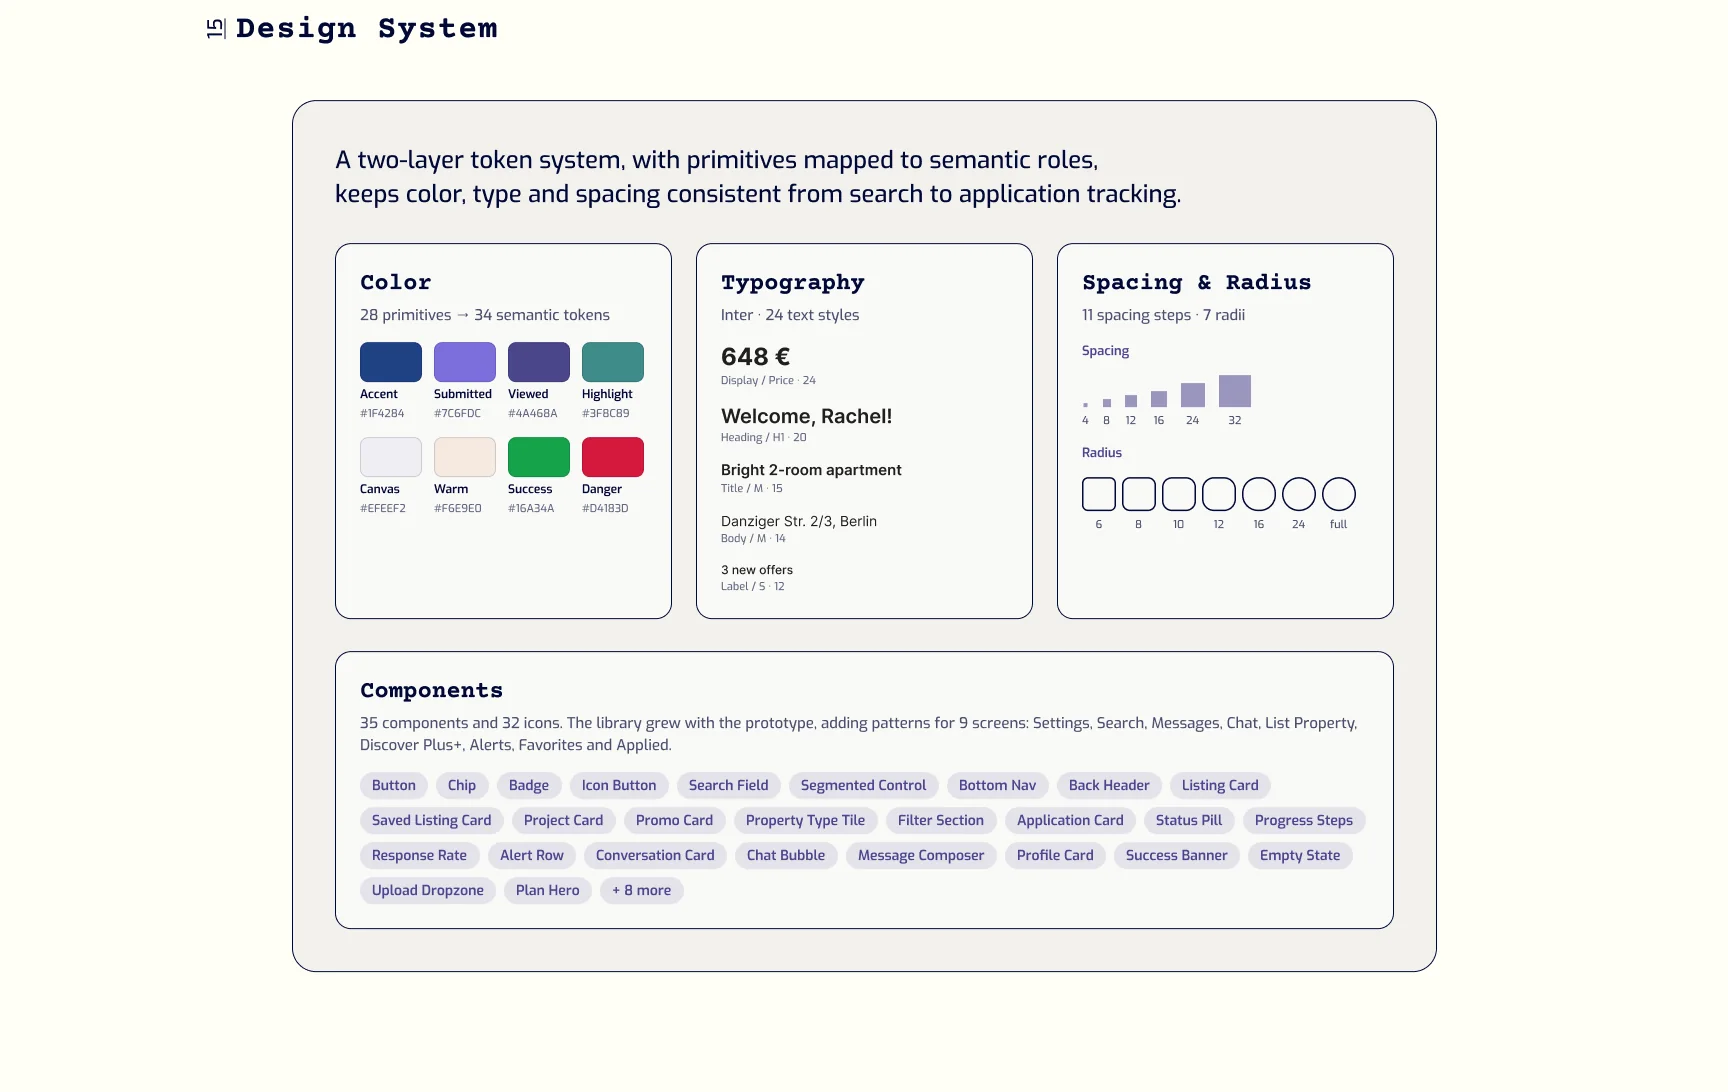 15 Design System
A two-layer token system, with primitives mapped to semantic roles,
keeps color, type and spacing consistent from search to application tracking.
Color
28 primitives → 34 semantic tokens
Accent Submitted Viewed Highlight
#1F4284 #7C6FDC #4A468A #3F8C89
Canvas Warm Success Danger
#EFEEF2 #F6E9E0 #16A34A #D4183D
Typography
Inter · 24 text styles
648 €
Display / Price · 24
Welcome, Rachel!
Heading / H1 · 20
Bright 2-room apartment
Title / M · 15
Danziger Str. 2/3, Berlin
Body / M · 14
3 new offers
Label / S · 12
Spacing & Radius
11 spacing steps · 7 radii
Spacing
4 8 12 16 24 32
Radius
6 8 10 12 16 24 full
Components
35 components and 32 icons. The library grew with the prototype, adding patterns for 9 screens: Settings, Search, Messages, Chat, List Property,
Discover Plus+, Alerts, Favorites and Applied.
Button Chip Badge Icon Button Search Field Segmented Control Bottom Nav Back Header Listing Card
Saved Listing Card Project Card Promo Card Property Type Tile Filter Section Application Card Status Pill Progress Steps
Response Rate Alert Row Conversation Card Chat Bubble Message Composer Profile Card Success Banner Empty State
Upload Dropzone Plan Hero + 8 more